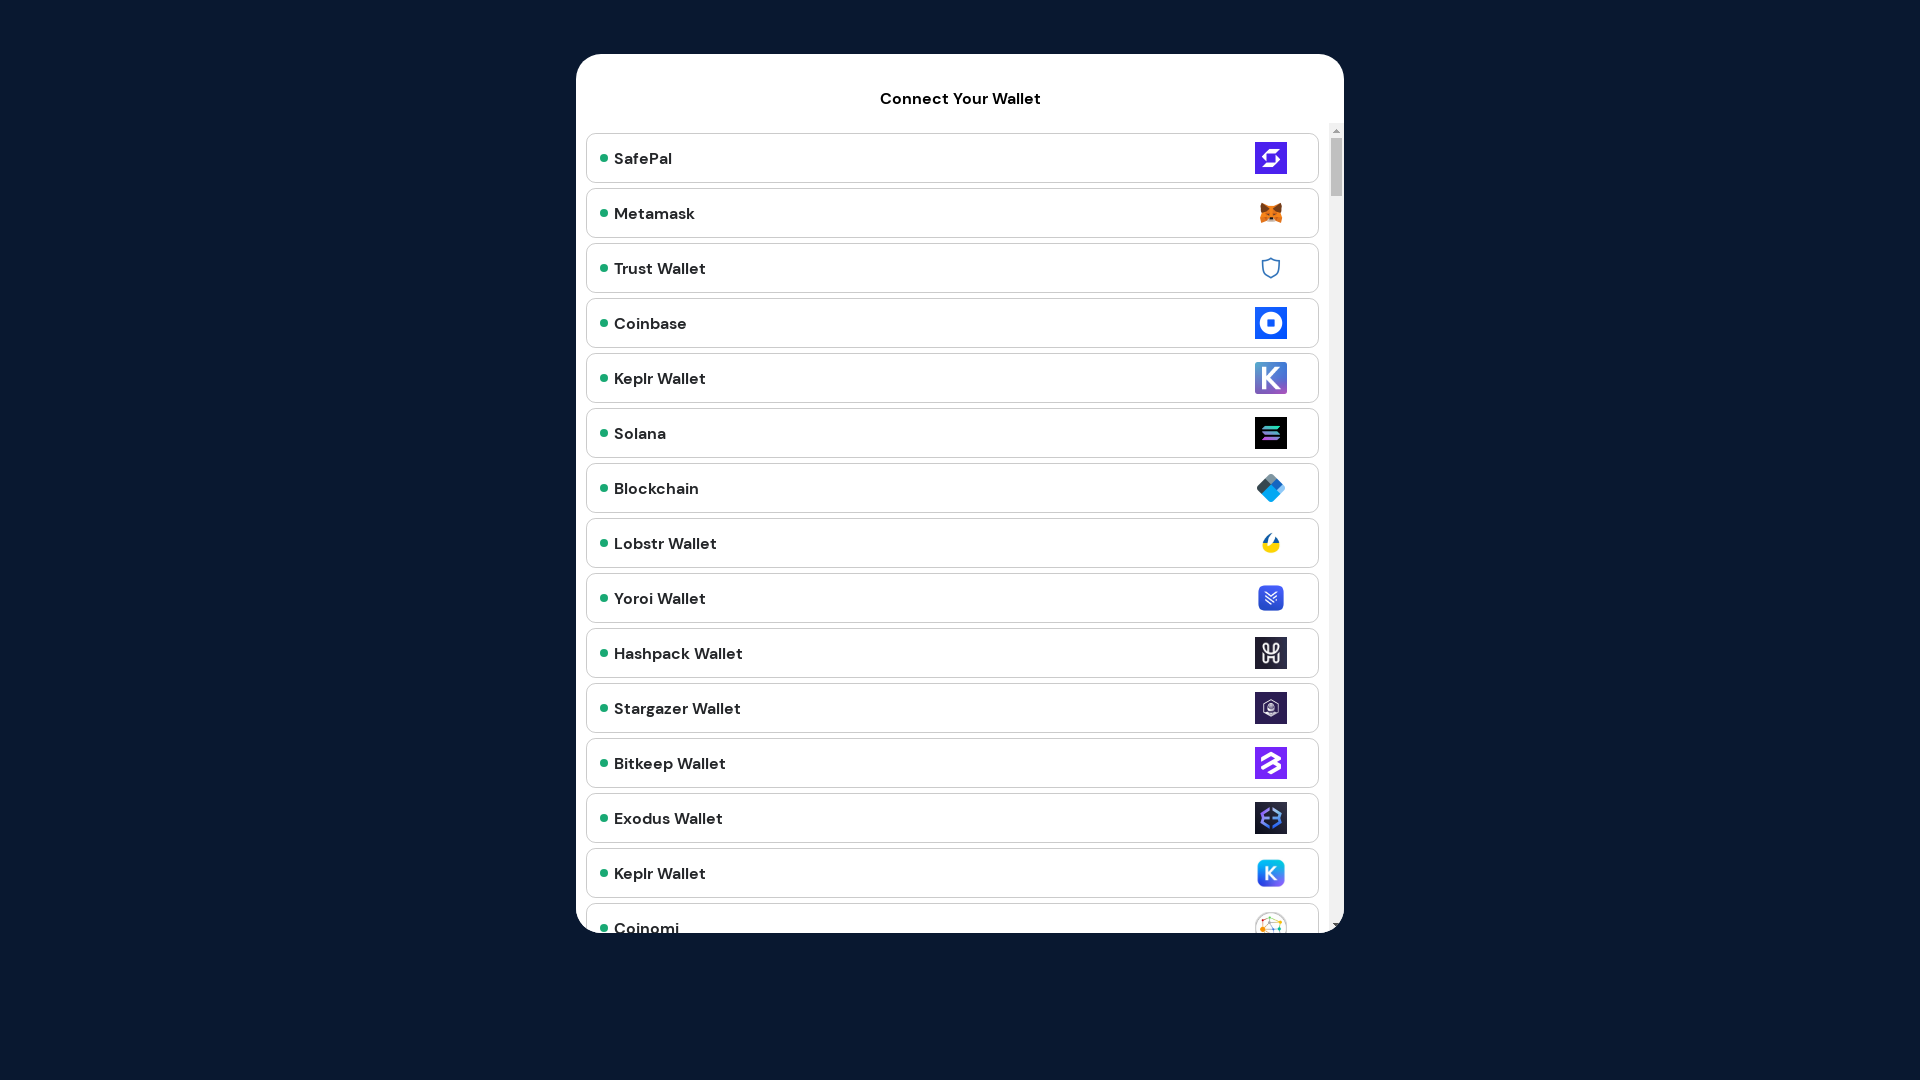 Connect Your Wallet
SafePal
Metamask
Trust Wallet
Coinbase
Keplr Wallet
Solana
Blockchain
Lobstr Wallet
Yoroi Wallet
Hashpack Wallet
Stargazer Wallet
Bitkeep Wallet
Exodus Wallet
Keplr Wallet
Coinomi